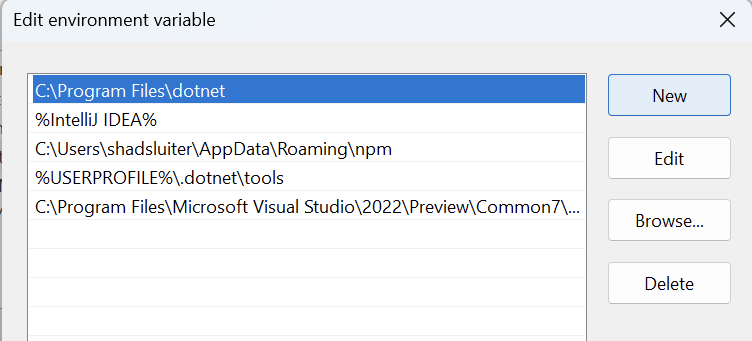 Edit environment variable
C:\Program Files\dotnet
New
%IntelliJ IDEA%
C:\Users\shadsluiter\AppData\Roaming\npm
Edit
%USERPROFILE%\.dotnet\tools
C:\Program Files\Microsoft Visual Studio\2022\Preview\Common7\...
Browse...
Delete